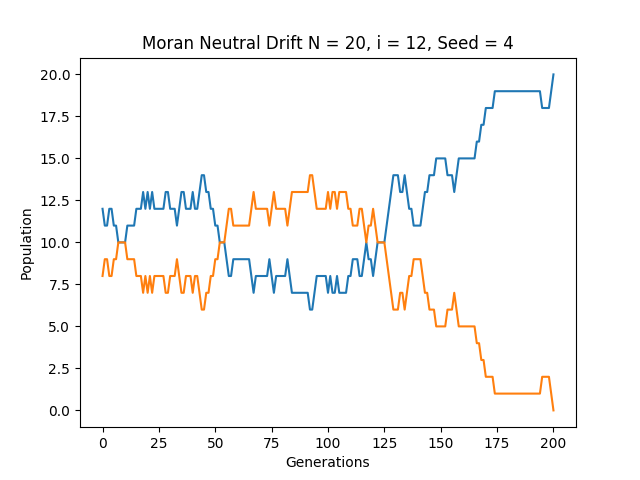 Moran Neutral Drift N = 20, i = 12, Seed = 4
20.0
17.5
15.0
12.5
10.0
7.5
5.0
2.5
0.0
Population
0 25 50 75 100 125 150 175 200
Generations